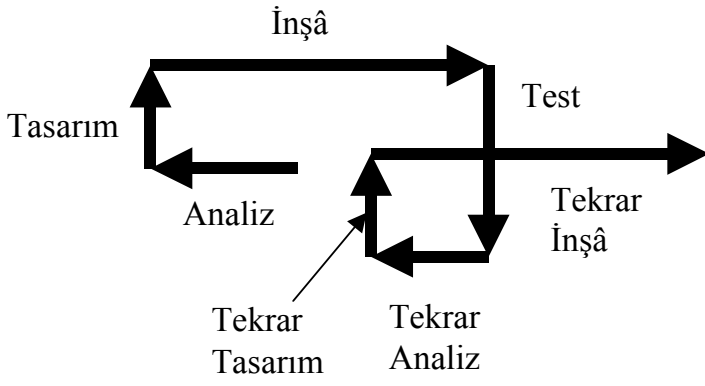 İnşâ
Test
Tasarım
Analiz
Tekrar
İnşâ
Tekrar
Tasarım
Tekrar
Analiz